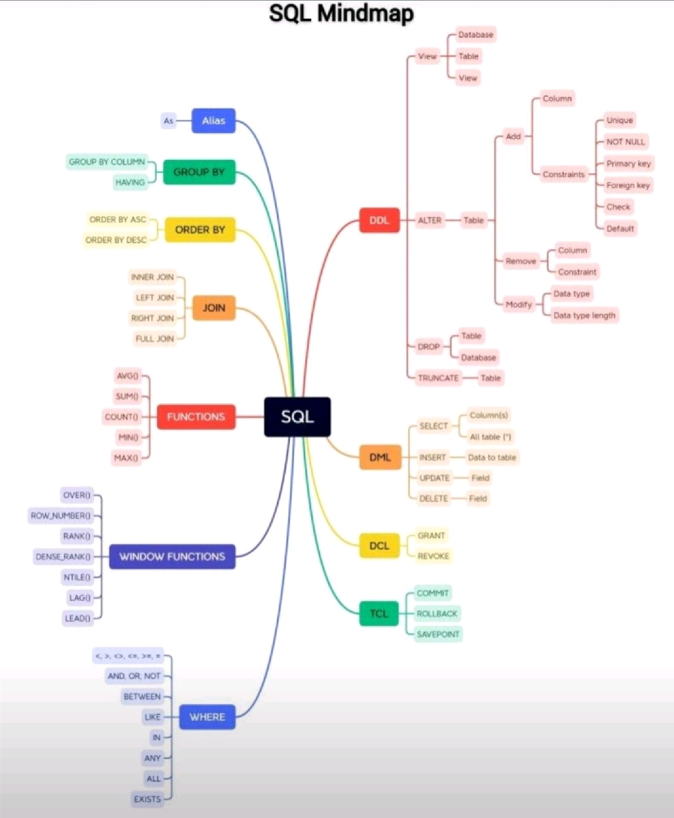 SQL Mindmap
SQL
Alias
As
GROUP BY
GROUP BY COLUMN
HAVING
ORDER BY
ORDER BY ASC
ORDER BY DESC
JOIN
INNER JOIN
LEFT JOIN
RIGHT JOIN
FULL JOIN
FUNCTIONS
AVG()
SUM()
COUNT()
MIN()
MAX()
WINDOW FUNCTIONS
OVER()
ROW_NUMBER()
RANK()
DENSE_RANK()
NTILE()
LAG()
LEAD()
WHERE
<, >, <>, <=, >=, =
AND, OR, NOT
BETWEEN
LIKE
IN
ANY
ALL
EXISTS
DDL
View
Database
Table
View
ALTER
Table
Add
Column
Constraints
Unique
NOT NULL
Primary key
Foreign key
Check
Default
Remove
Column
Constraint
Modify
Data type
Data type length
DROP
Table
Database
TRUNCATE
Table
DML
SELECT
Column(s)
All table (*)
INSERT
Data to table
UPDATE
Field
DELETE
Field
DCL
GRANT
REVOKE
TCL
COMMIT
ROLLBACK
SAVEPOINT